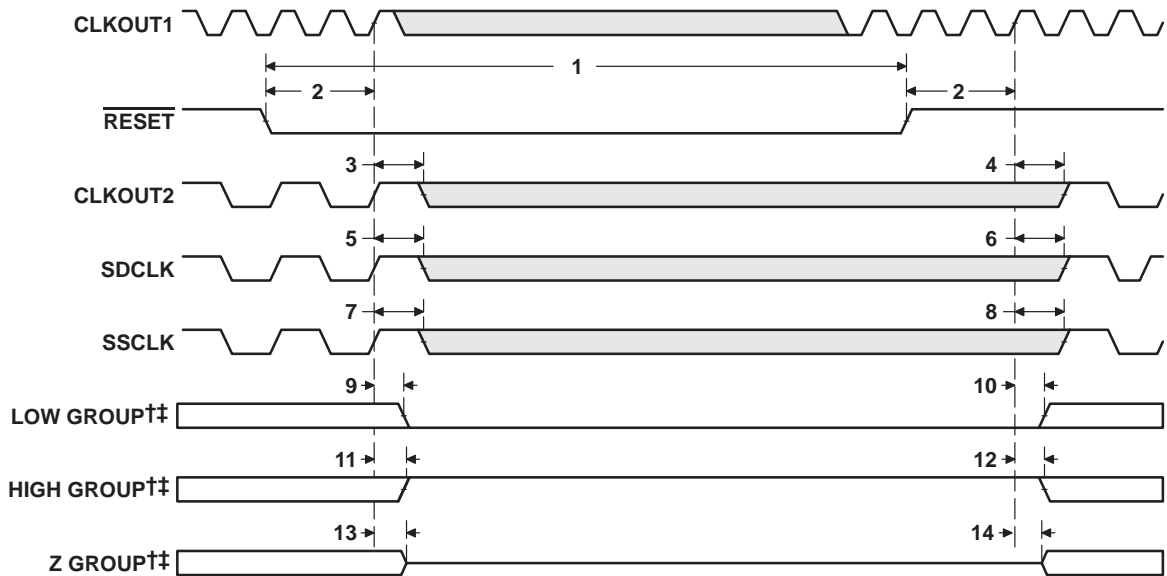 CLKOUT1
1
2
2
RESET
3
4
CLKOUT2
5
6
SDCLK
7
8
SSCLK
9
10
LOW GROUP†‡
11
12
HIGH GROUP†‡
13
14
Z GROUP†‡